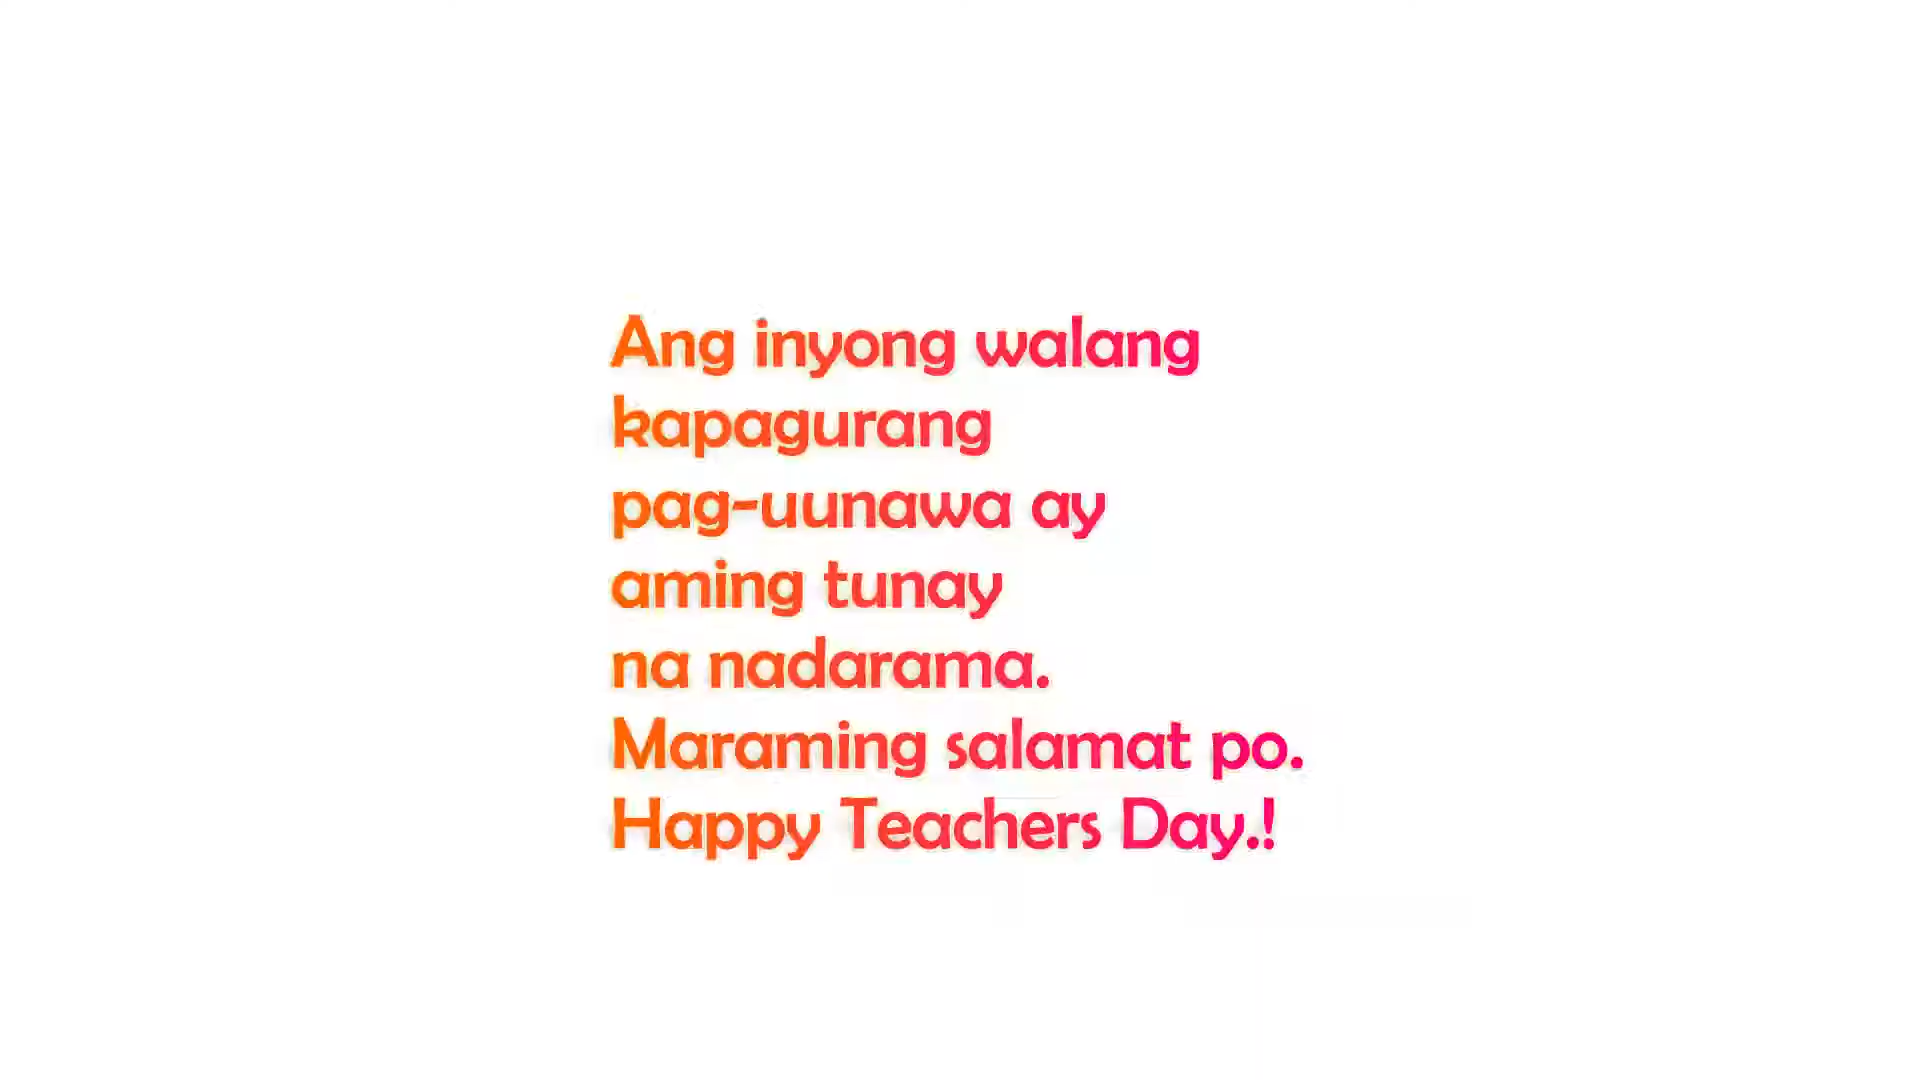 Ang inyong walang
kapagurang
pag-uunawa ay
aming tunay
na nadarama.
Maraming salamat po.
Happy Teachers Day.!